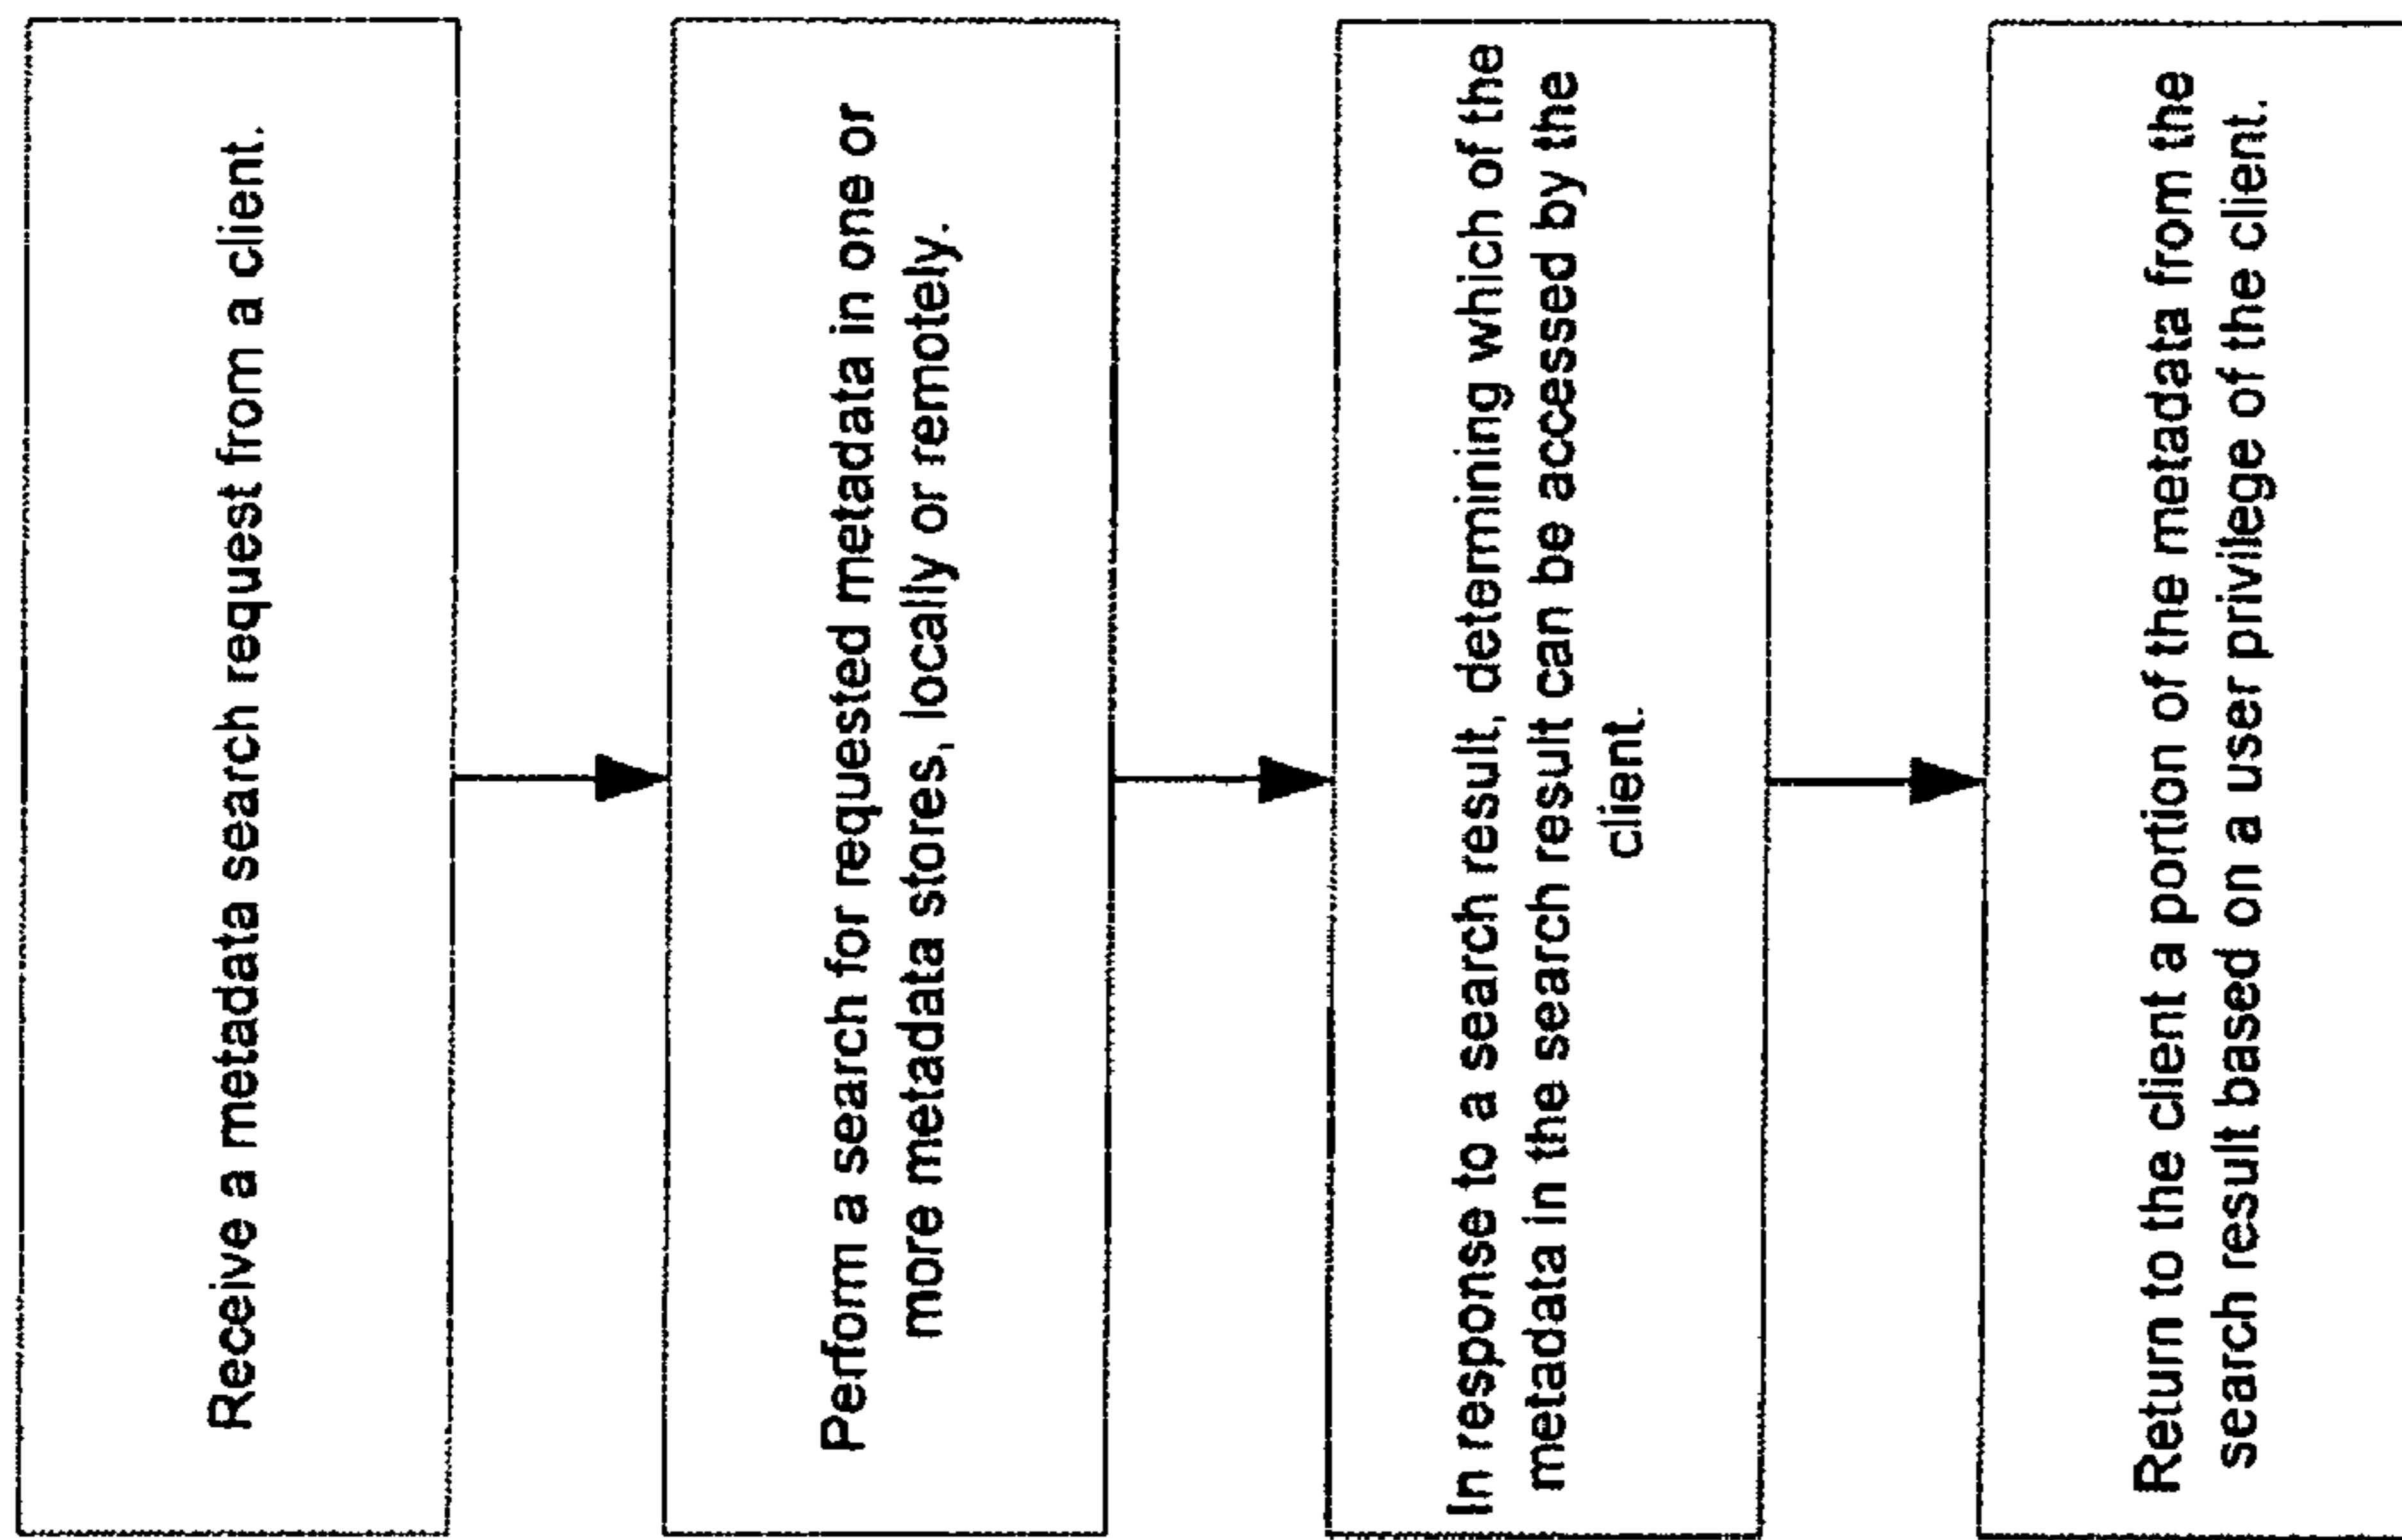 Receive a metadata search request from a client.
Perform a search for requested metadata in one or
more metadata stores, locally or remotely.
In response to a search result, determining which of the
metadata in the search result can be accessed by the
client.
Return to the client a portion of the metadata from the
search result based on a user privilege of the client.